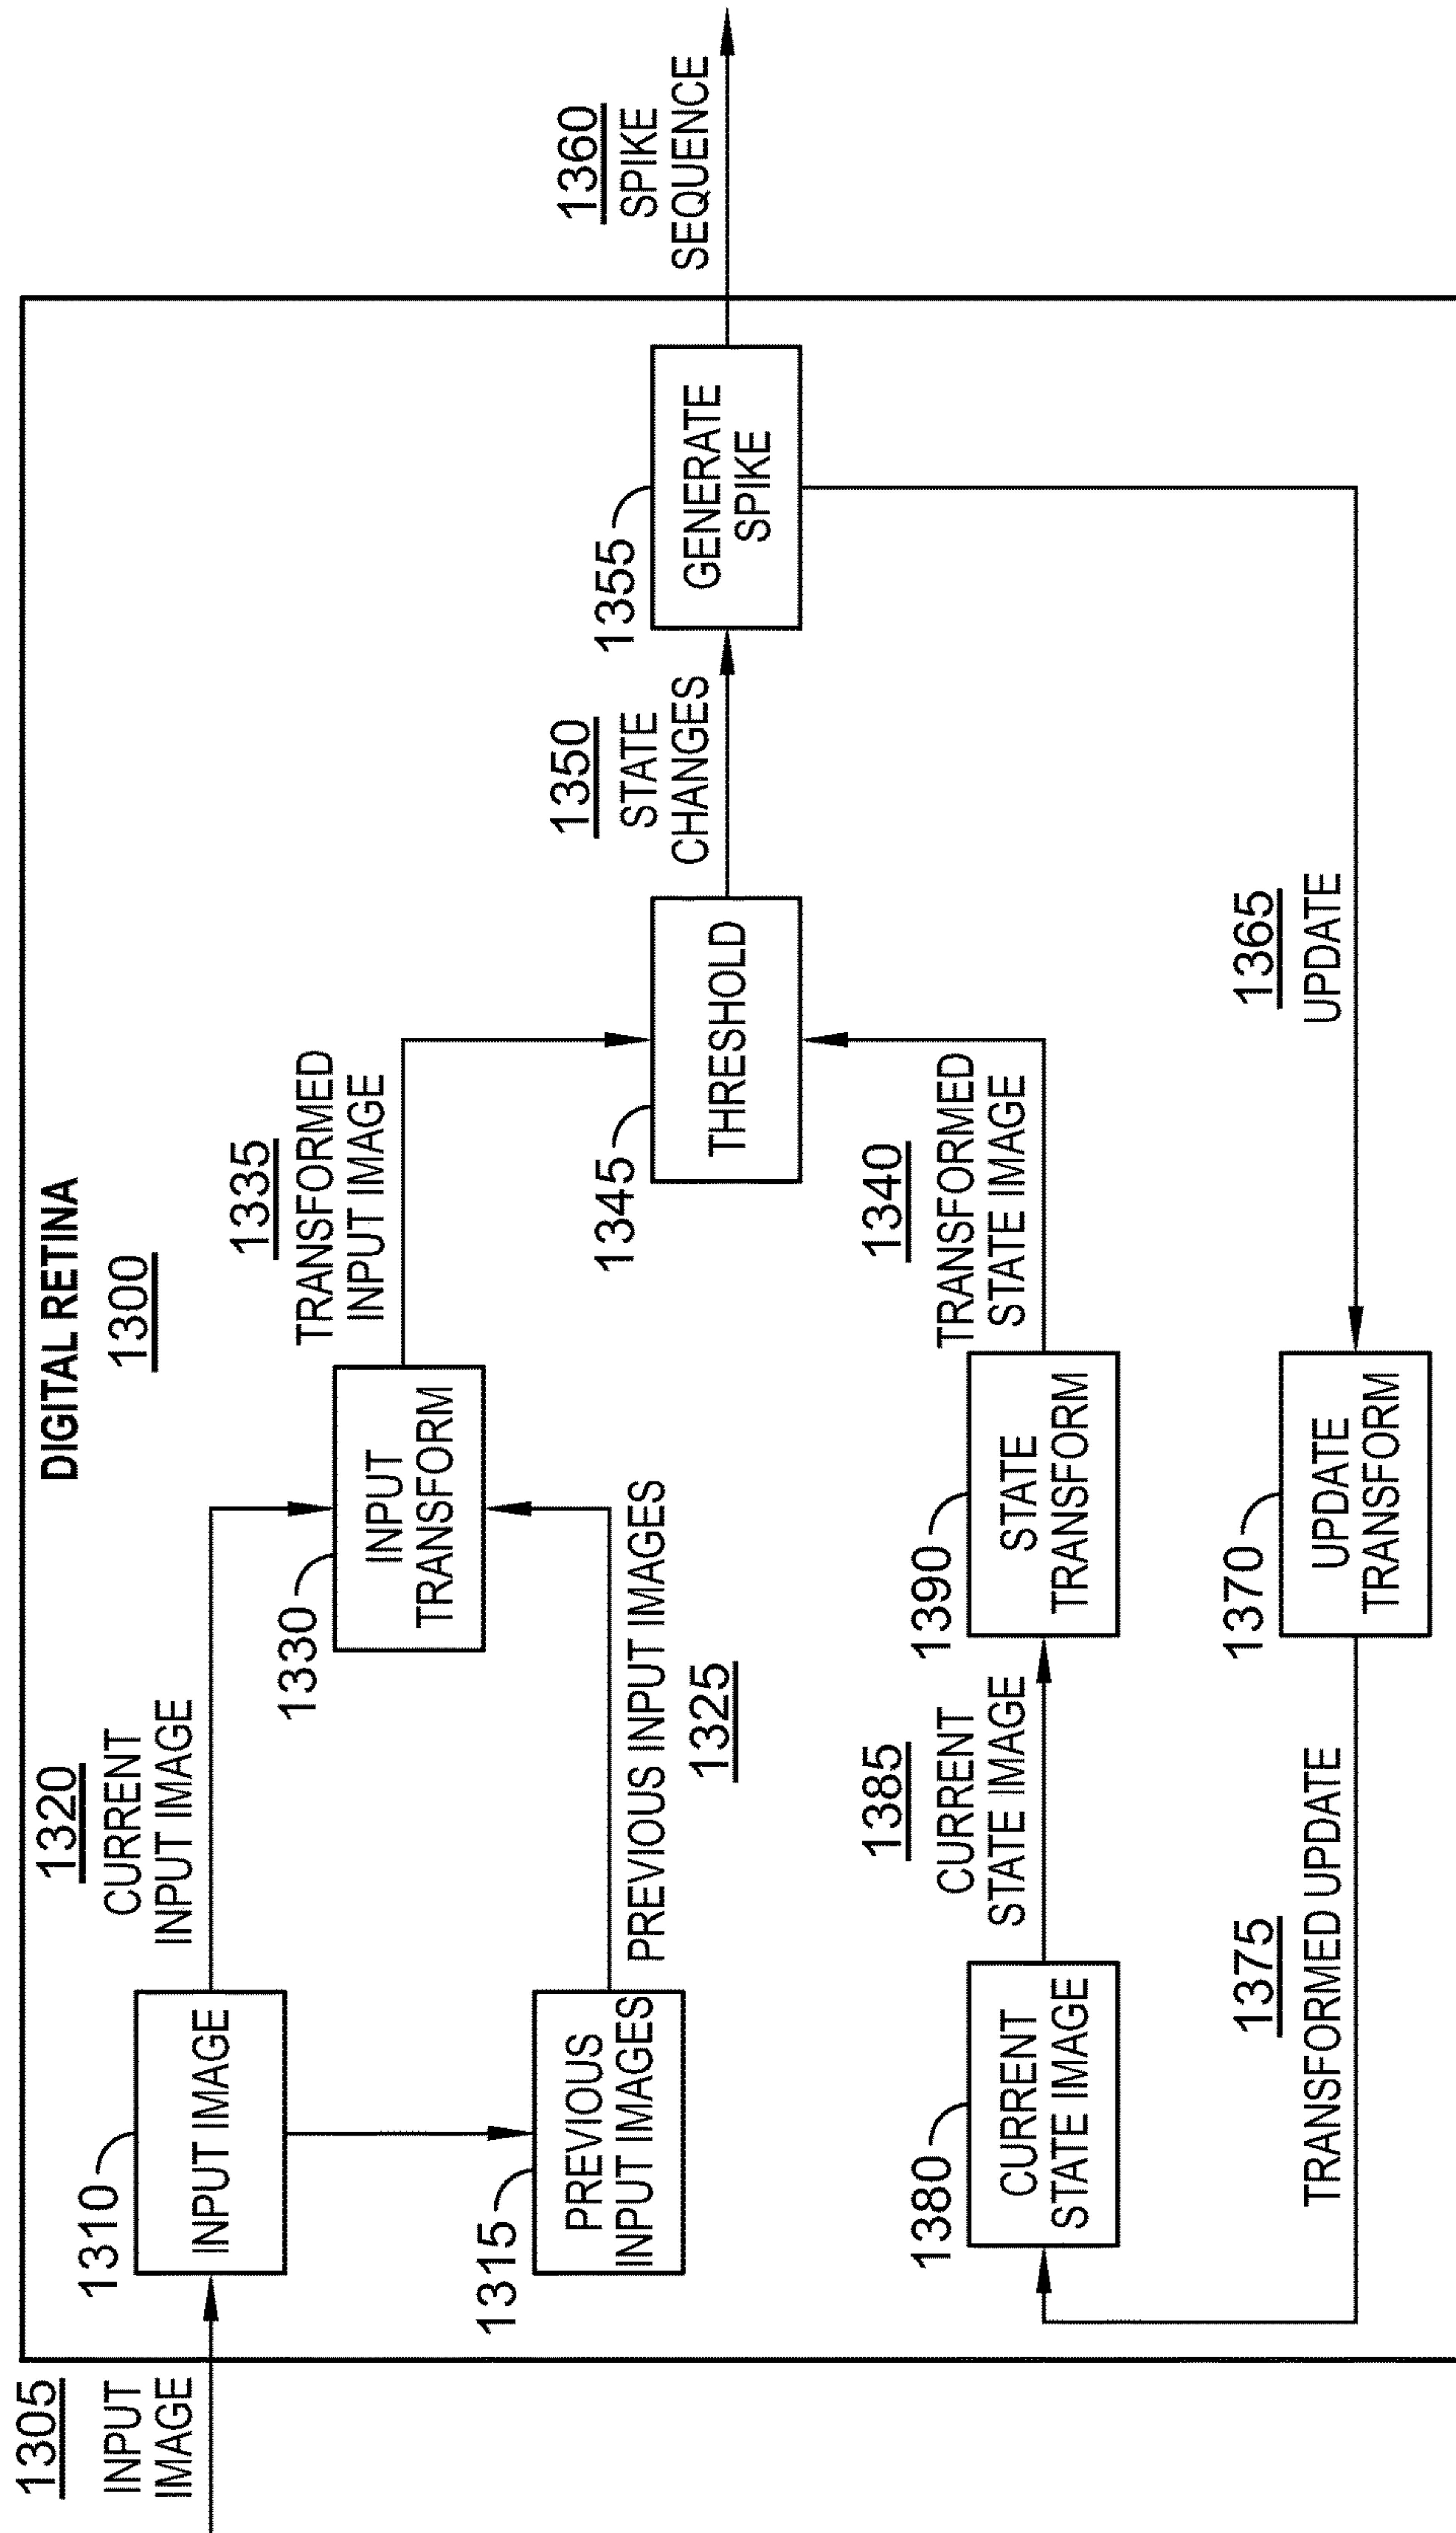 DIGITAL RETINA
1300
1305
INPUT
IMAGE
1310
INPUT IMAGE
1315
PREVIOUS
INPUT IMAGES
1320
CURRENT
INPUT IMAGE
PREVIOUS INPUT IMAGES
1325
1330
INPUT
TRANSFORM
1335
TRANSFORMED
INPUT IMAGE
1345
THRESHOLD
1350
STATE
CHANGES
1355
GENERATE
SPIKE
1360
SPIKE
SEQUENCE
1380
CURRENT
STATE IMAGE
1385
CURRENT
STATE IMAGE
1390
STATE
TRANSFORM
1340
TRANSFORMED
STATE IMAGE
1375
TRANSFORMED UPDATE
1370
UPDATE
TRANSFORM
1365
UPDATE